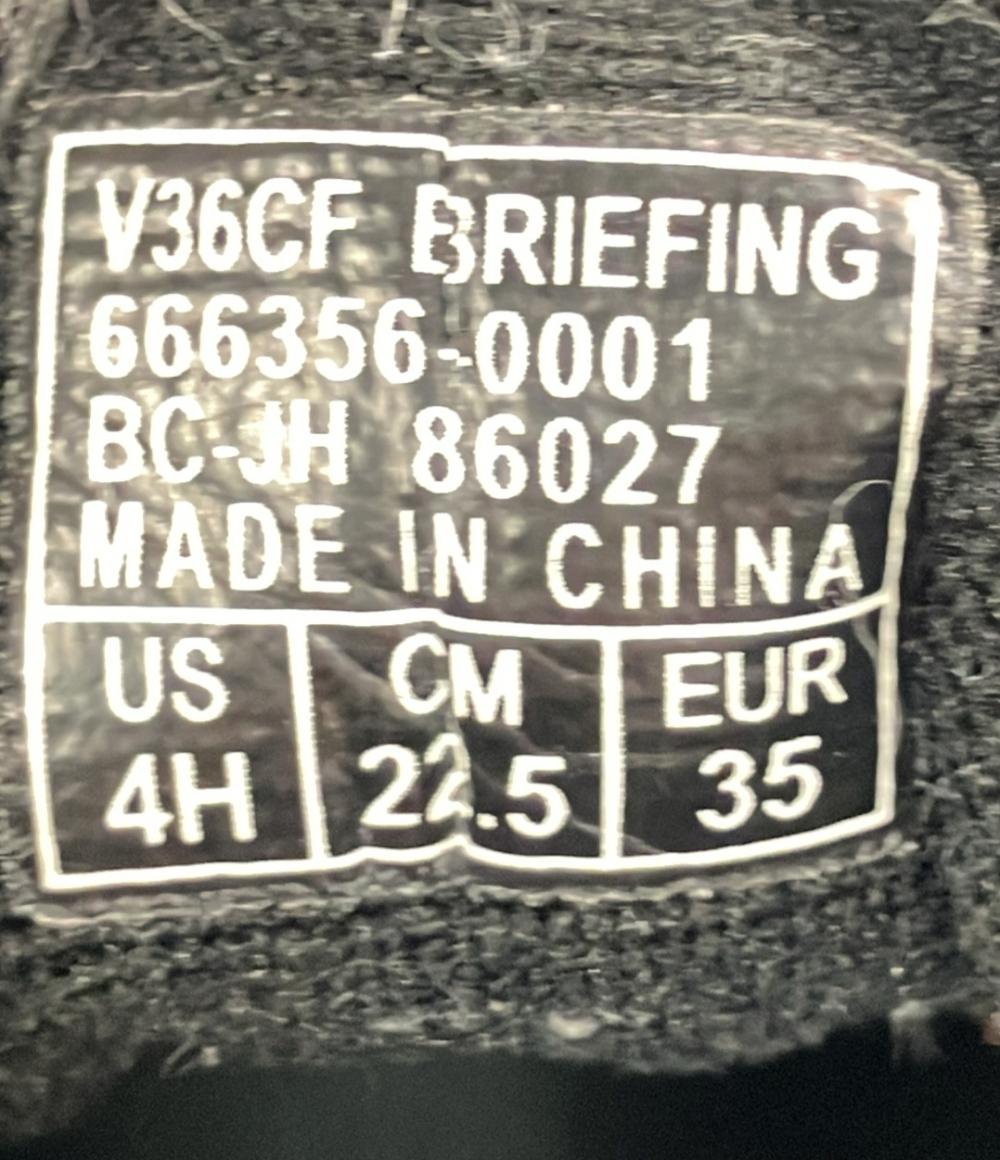 V36CF BRIEFING
666356-0001
BC-JH 86027
MADE IN CHINA
US CM EUR
4H 22.5 35